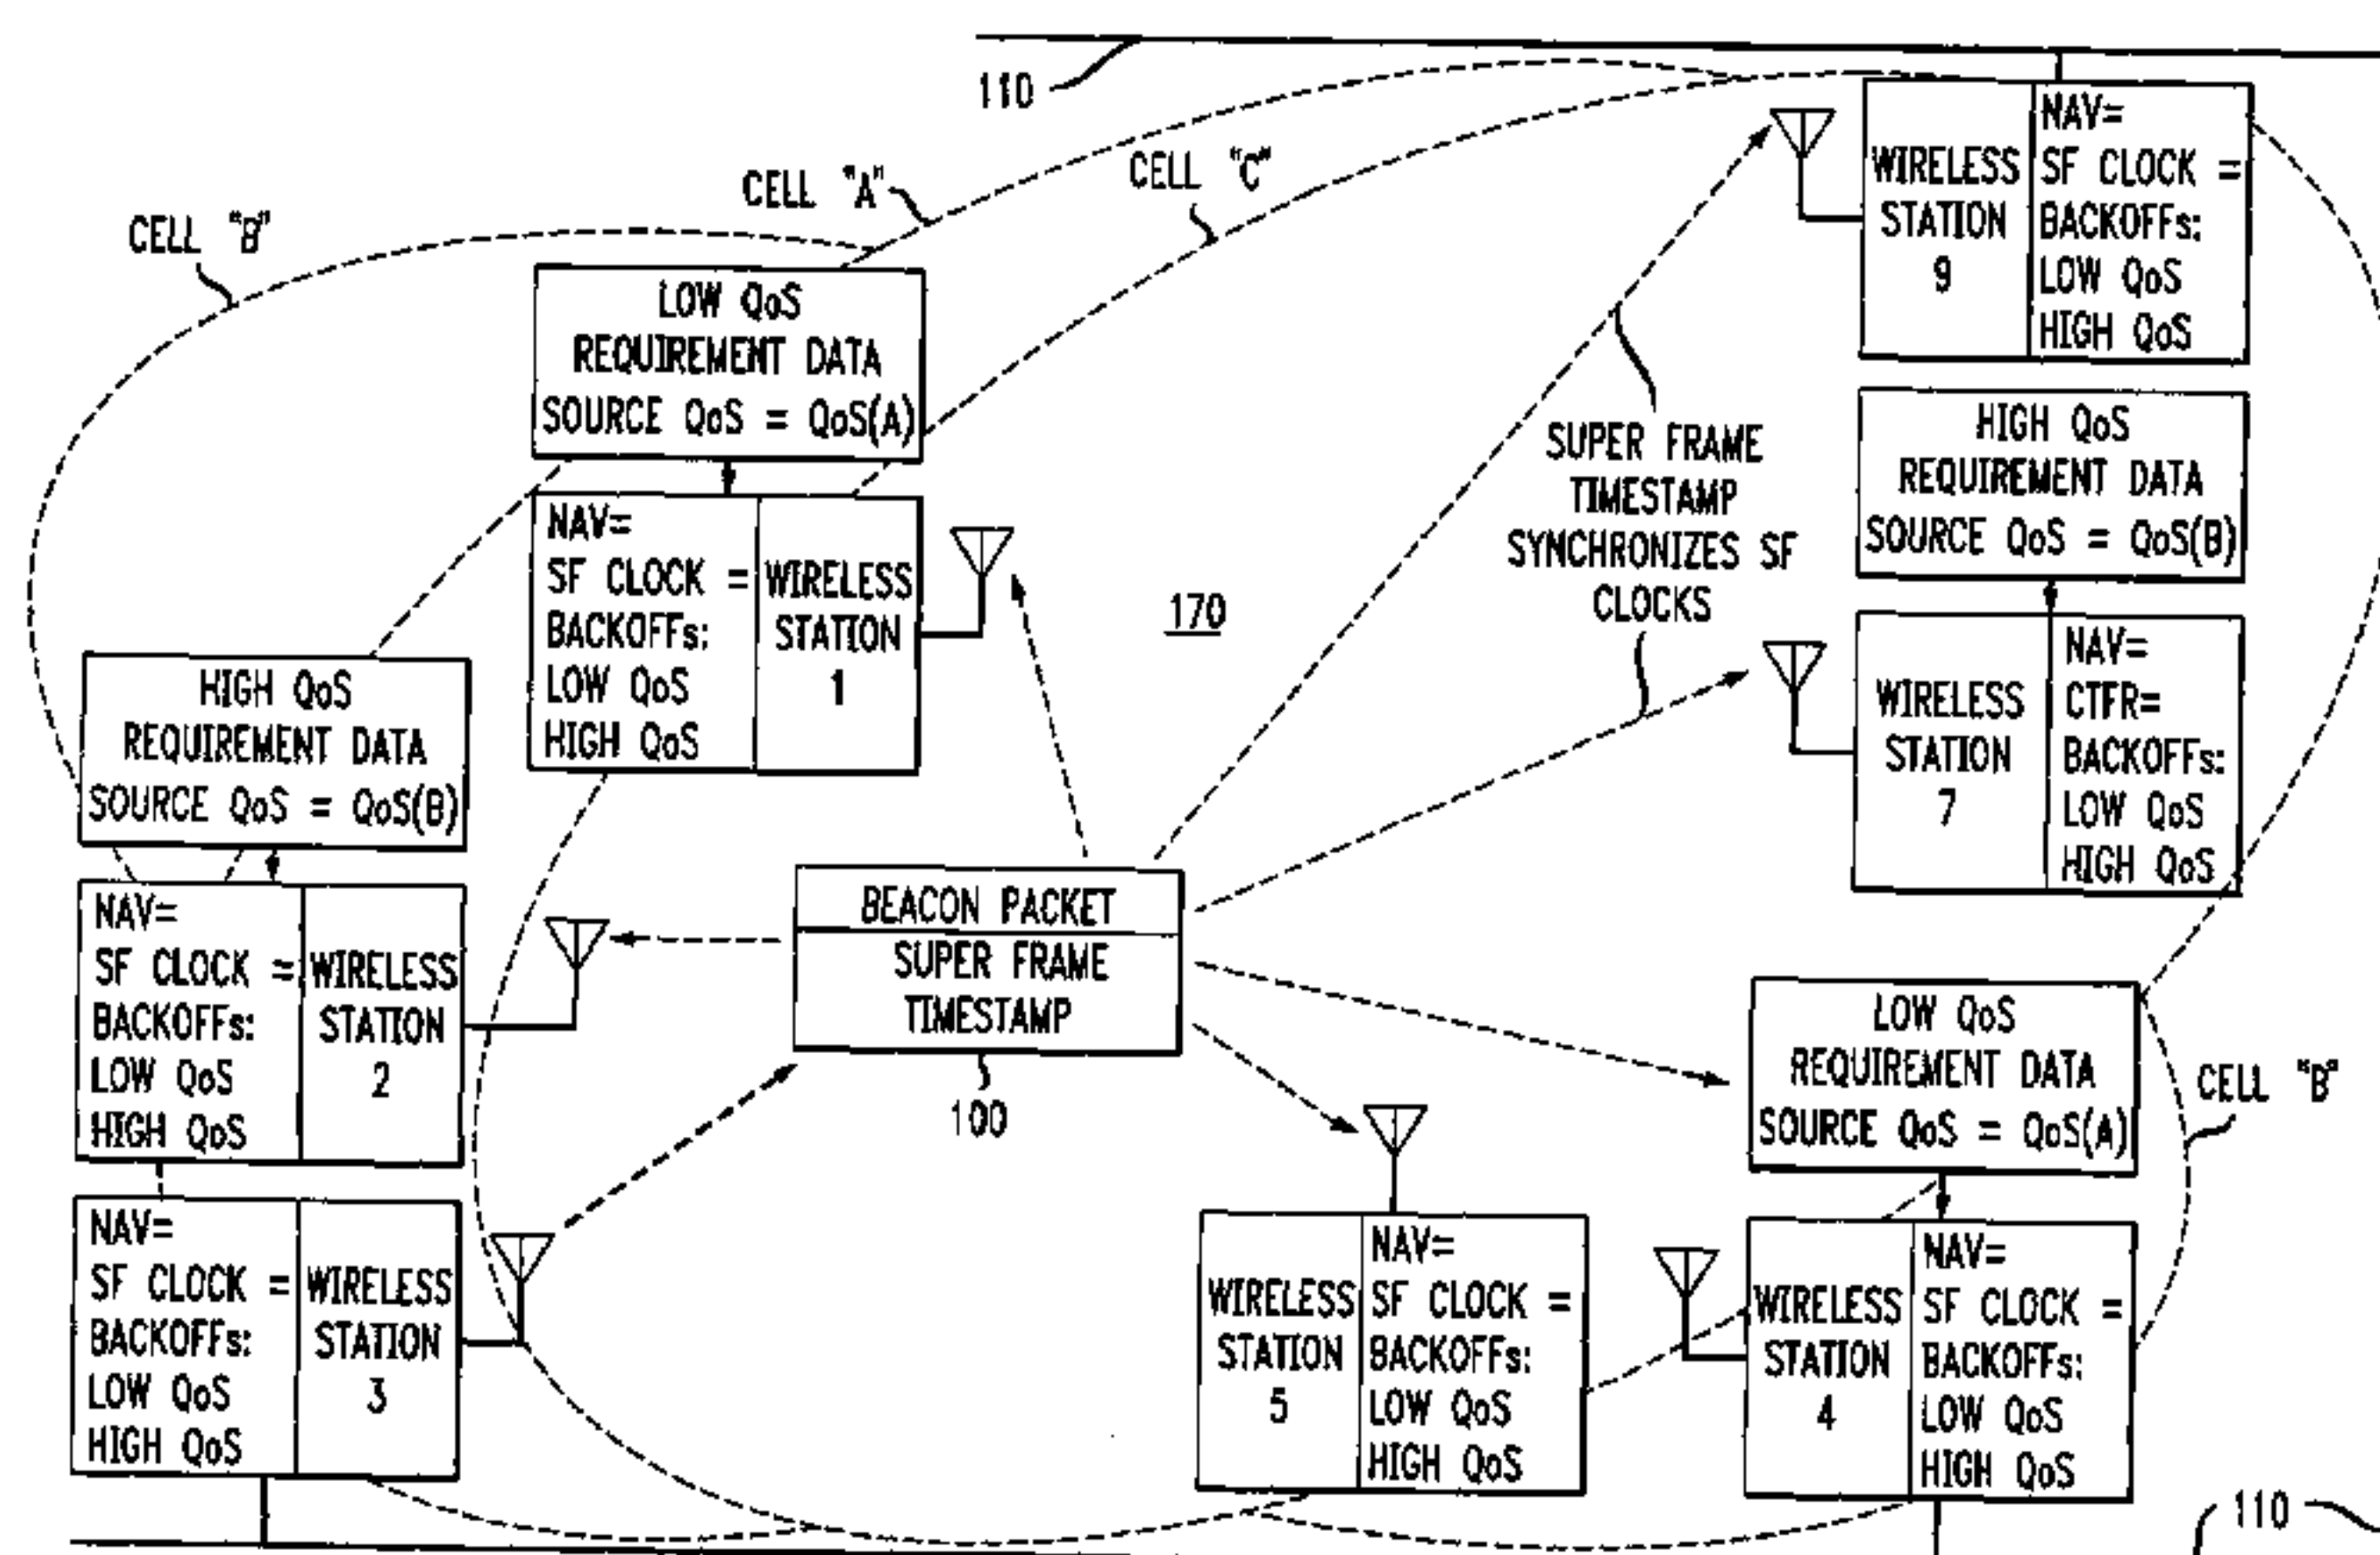 110
CELL "A"
CELL "C"
CELL "B"
WIRELESS
STATION
9
NAV=
SF CLOCK =
BACKOFFs:
LOW QoS
HIGH QoS
LOW QoS
REQUIREMENT DATA
SOURCE QoS = QoS(A)
NAV=
SF CLOCK =
BACKOFFs:
LOW QoS
HIGH QoS
WIRELESS
STATION
1
170
SUPER FRAME
TIMESTAMP
SYNCHRONIZES SF
CLOCKS
HIGH QoS
REQUIREMENT DATA
SOURCE QoS = QoS(B)
WIRELESS
STATION
7
NAV=
CTFR=
BACKOFFs:
LOW QoS
HIGH QoS
HIGH QoS
REQUIREMENT DATA
SOURCE QoS = QoS(B)
NAV=
SF CLOCK =
BACKOFFs:
LOW QoS
HIGH QoS
WIRELESS
STATION
2
BEACON PACKET
SUPER FRAME
TIMESTAMP
100
LOW QoS
REQUIREMENT DATA
SOURCE QoS = QoS(A)
CELL "B"
NAV=
SF CLOCK =
BACKOFFs:
LOW QoS
HIGH QoS
WIRELESS
STATION
3
WIRELESS
STATION
5
NAV=
SF CLOCK =
BACKOFFs:
LOW QoS
HIGH QoS
WIRELESS
STATION
4
NAV=
SF CLOCK =
BACKOFFs:
LOW QoS
HIGH QoS
110